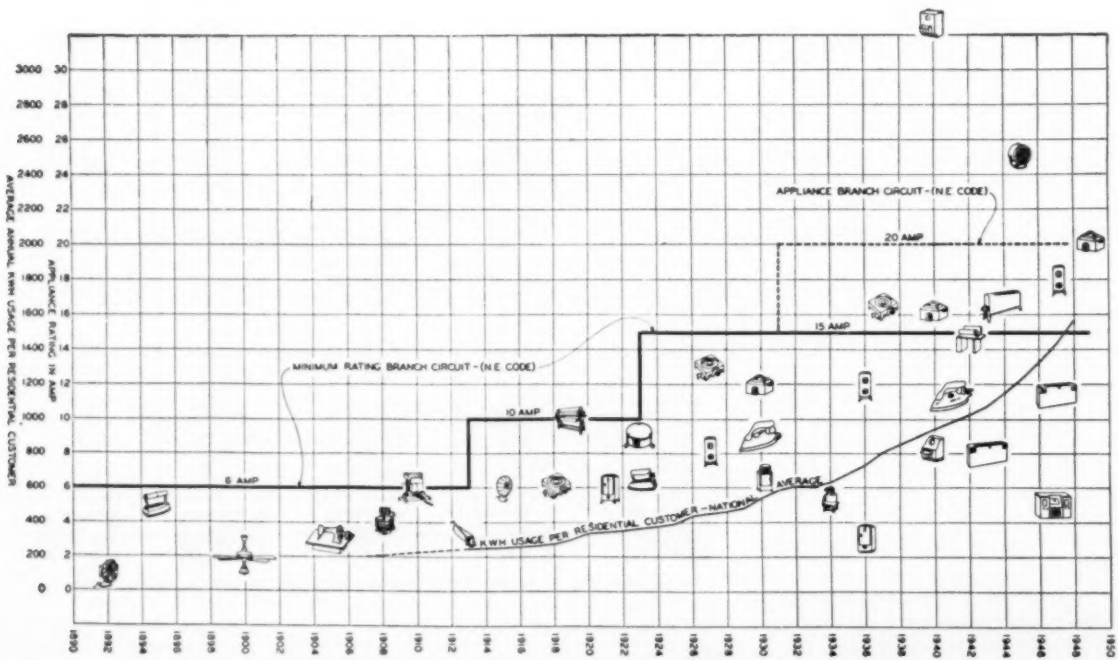 3000 30
2800 28
2600 26
2400 24
2200 22
2000 20
1800 18
1600 16
1400 14
1200 12
1000 10
800 8
600 6
400 4
200 2
0 0
AVERAGE ANNUAL KWH USAGE PER RESIDENTIAL CUSTOMER
APPLIANCE RATING IN AMP
APPLIANCE BRANCH CIRCUIT-(N.E. CODE)
20 AMP
15 AMP
MINIMUM RATING BRANCH CIRCUIT-(N.E. CODE)
10 AMP
6 AMP
KWH USAGE PER RESIDENTIAL CUSTOMER-NATIONAL AVERAGE
1890 1892 1894 1896 1898 1900 1902 1904 1906 1908 1910 1912 1914 1916 1918 1920 1922 1924 1926 1928 1930 1932 1934 1936 1938 1940 1942 1944 1946 1948 1950